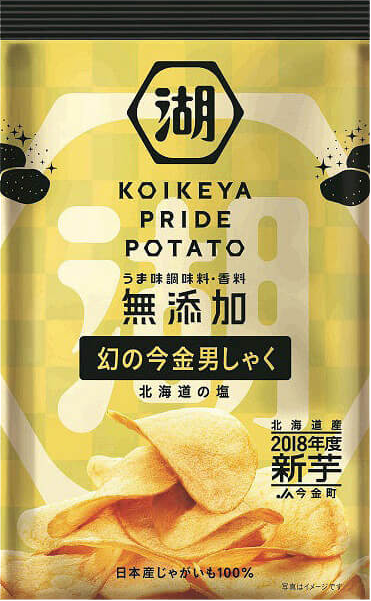 湖
KOIKEYA
PRIDE
POTATO
うま味調味料・香料
無添加
幻の今金男しゃく
北海道の塩
北海道産
2018年度
新芋
JA今金町
日本産じゃがいも100%
写真はイメージです